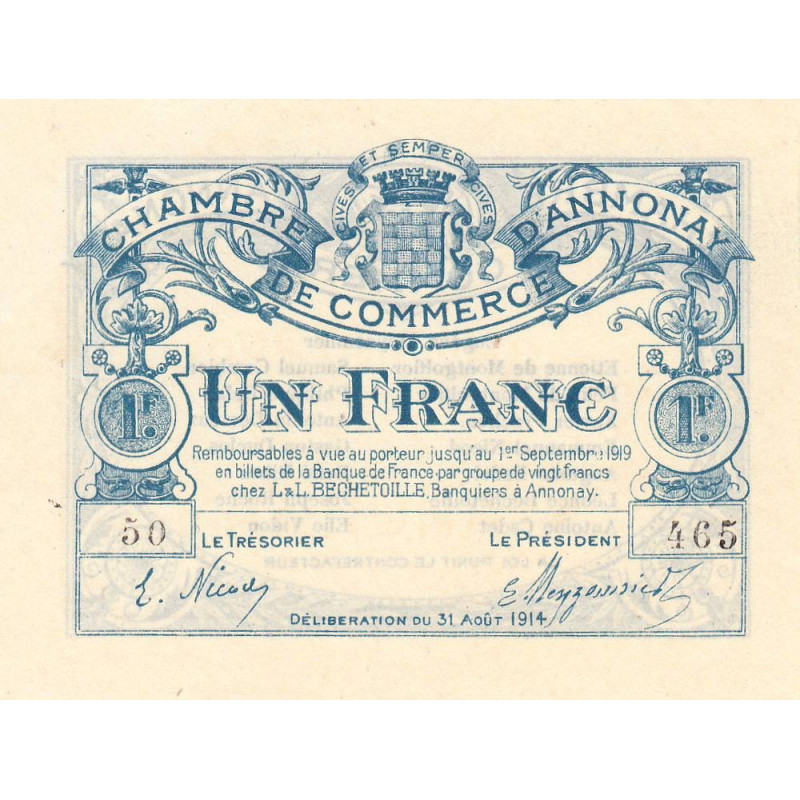 CIVES ET SEMPER CIVES
CHAMBRE DE COMMERCE D'ANNONAY
UN FRANC
1F. 1F.
Remboursables à vue au porteur jusqu'au 1er Septembre 1919
en billets de la Banque de France par groupe de vingt francs
chez L & L. BECHETOILLE, Banquiers à Annonay.
50 465
LE TRÉSORIER LE PRÉSIDENT
E. Nicod
DÉLIBERATION DU 31 AOÛT 1914